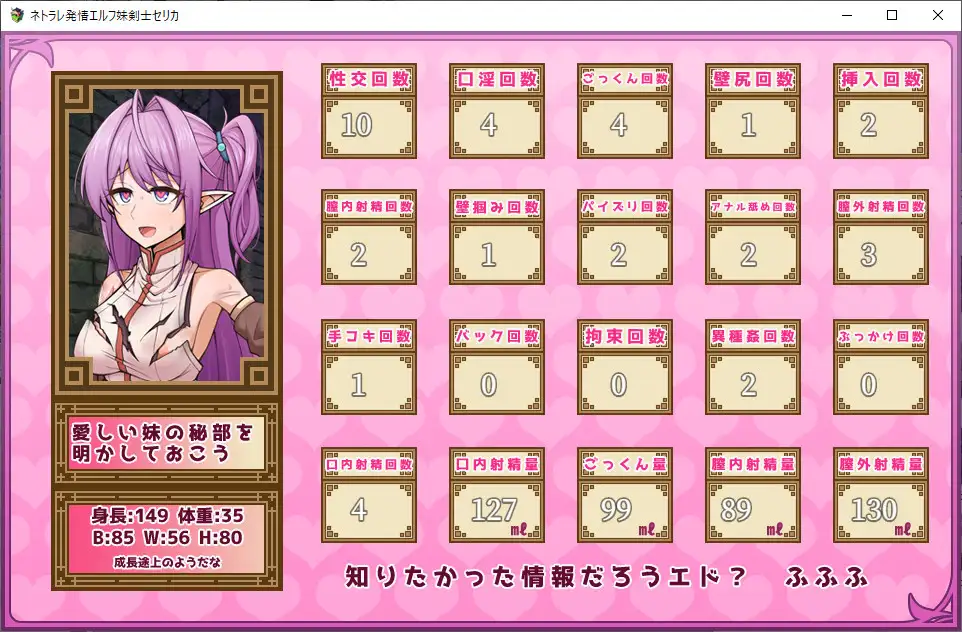 ネトラレ発情エルフ妹剣士セリカ
性交回数 口淫回数 ごっくん回数 壁尻回数 挿入回数
10 4 4 1 2
膣内射精回数 壁掴み回数 パイズリ回数 アナル舐め回数 膣外射精回数
2 1 2 2 3
手コキ回数 バック回数 拘束回数 異種姦回数 ぶっかけ回数
1 0 0 2 0
口内射精回数 口内射精量 ごっくん量 膣内射精量 膣外射精量
4 127㎖ 99㎖ 89㎖ 130㎖
愛しい妹の秘部を
明かしておこう
身長:149 体重:35
B:85 W:56 H:80
成長途上のようだな
知りたかった情報だろうエド？　ふふふ